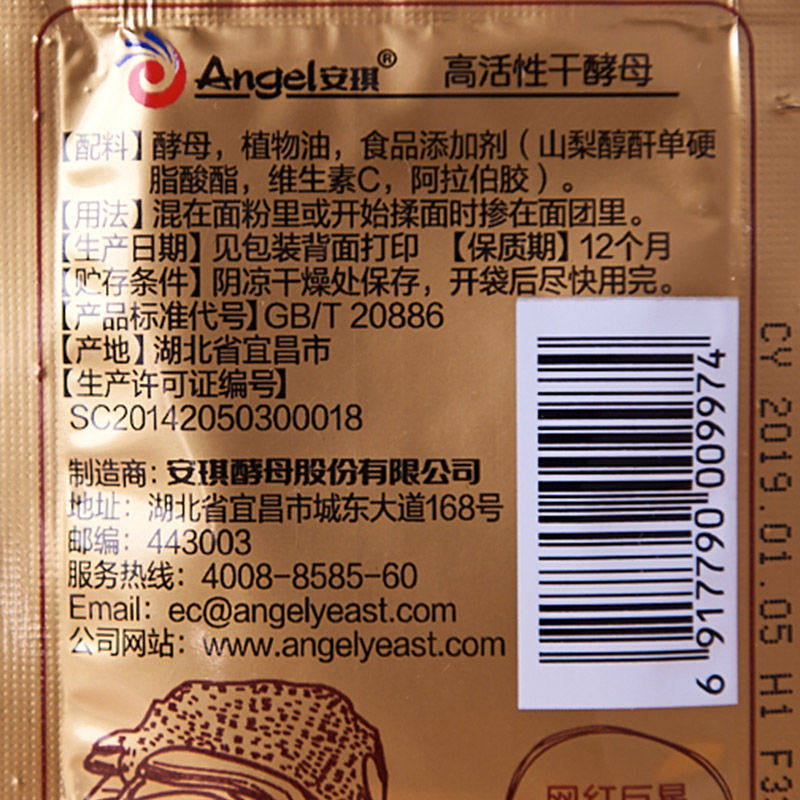 Angel安琪® 高活性干酵母
【配料】酵母，植物油，食品添加剂（山梨醇酐单硬
脂酸酯，维生素C，阿拉伯胶）。
【用法】混在面粉里或开始揉面时掺在面团里。
【生产日期】见包装背面打印 【保质期】12个月
【贮存条件】阴凉干燥处保存，开袋后尽快用完。
【产品标准代号】GB/T 20886
【产地】湖北省宜昌市
【生产许可证编号】
SC20142050300018
制造商：安琪酵母股份有限公司
地址：湖北省宜昌市城东大道168号
邮编：443003
服务热线：4008-8585-60
Email：ec@angelyeast.com
公司网站：www.angelyeast.com
6 917790 009974
CY 2019.01.05 H1